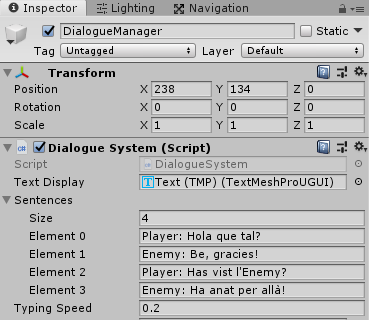 Inspector Lighting Navigation
DialogueManager Static
Tag Untagged Layer Default
Transform
Position X 238 Y 134 Z 0
Rotation X 0 Y 0 Z 0
Scale X 1 Y 1 Z 1
Dialogue System (Script)
Script DialogueSystem
Text Display Text (TMP) (TextMeshProUGUI)
Sentences
Size 4
Element 0 Player: Hola que tal?
Element 1 Enemy: Be, gracies!
Element 2 Player: Has vist l'Enemy?
Element 3 Enemy: Ha anat per allà!
Typing Speed 0.2